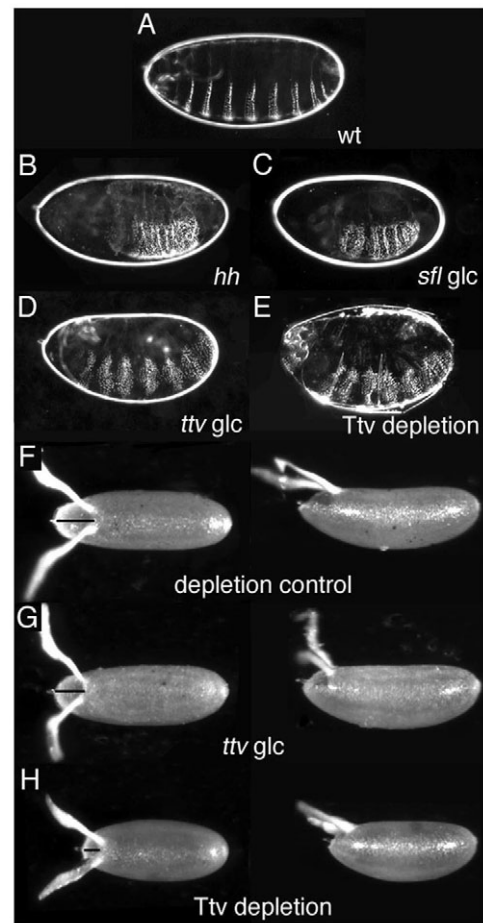 A
wt
B
hh
C
sfl glc
D
ttv glc
E
Ttv depletion
F
depletion control
G
ttv glc
H
Ttv depletion